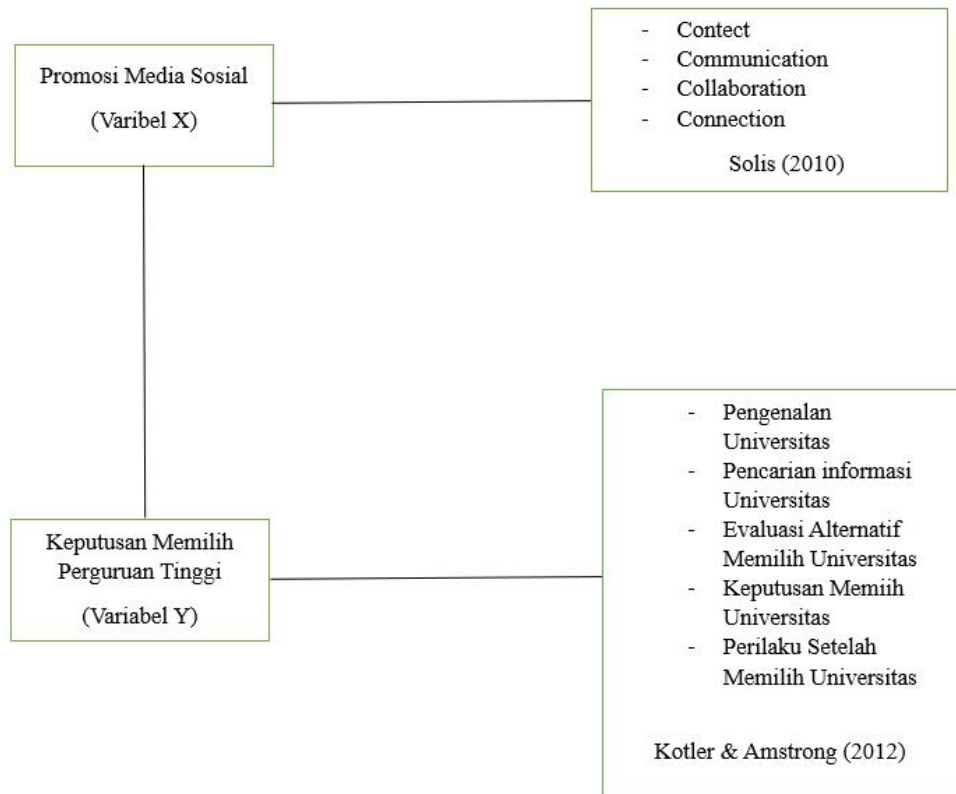 Promosi Media Sosial
(Varibel X)
- Contect
- Communication
- Collaboration
- Connection
Solis (2010)
Keputusan Memilih
Perguruan Tinggi
(Variabel Y)
- Pengenalan
Universitas
- Pencarian informasi
Universitas
- Evaluasi Alternatif
Memilih Universitas
- Keputusan Memiih
Universitas
- Perilaku Setelah
Memilih Universitas
Kotler & Amstrong (2012)